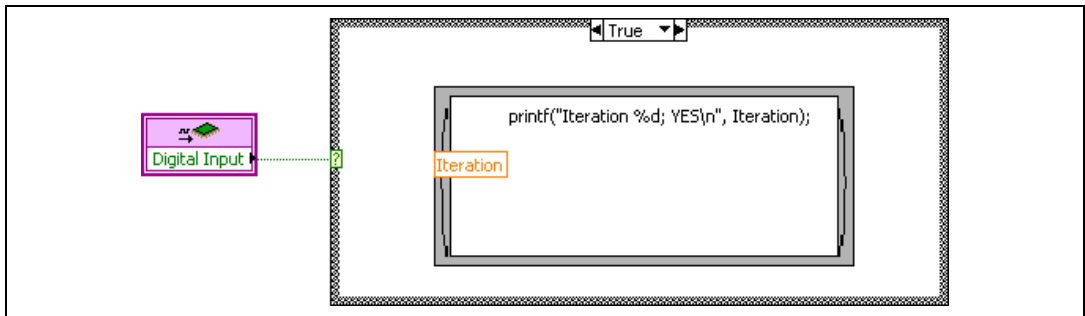 True
printf("Iteration %d; YES\n", Iteration);
Digital Input
?
Iteration